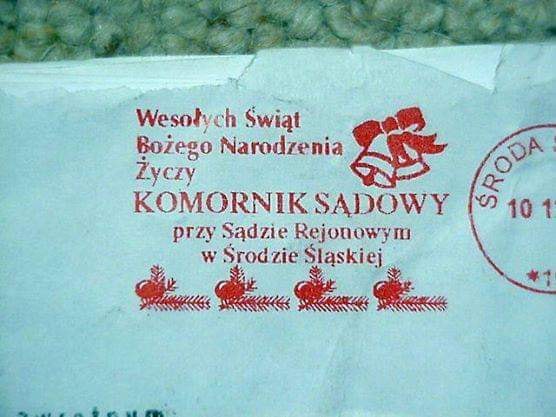 Wesołych Świąt
Bożego Narodzenia
Życzy
KOMORNIK SĄDOWY
przy Sądzie Rejonowym
w Środzie Śląskiej
ŚRODA
10